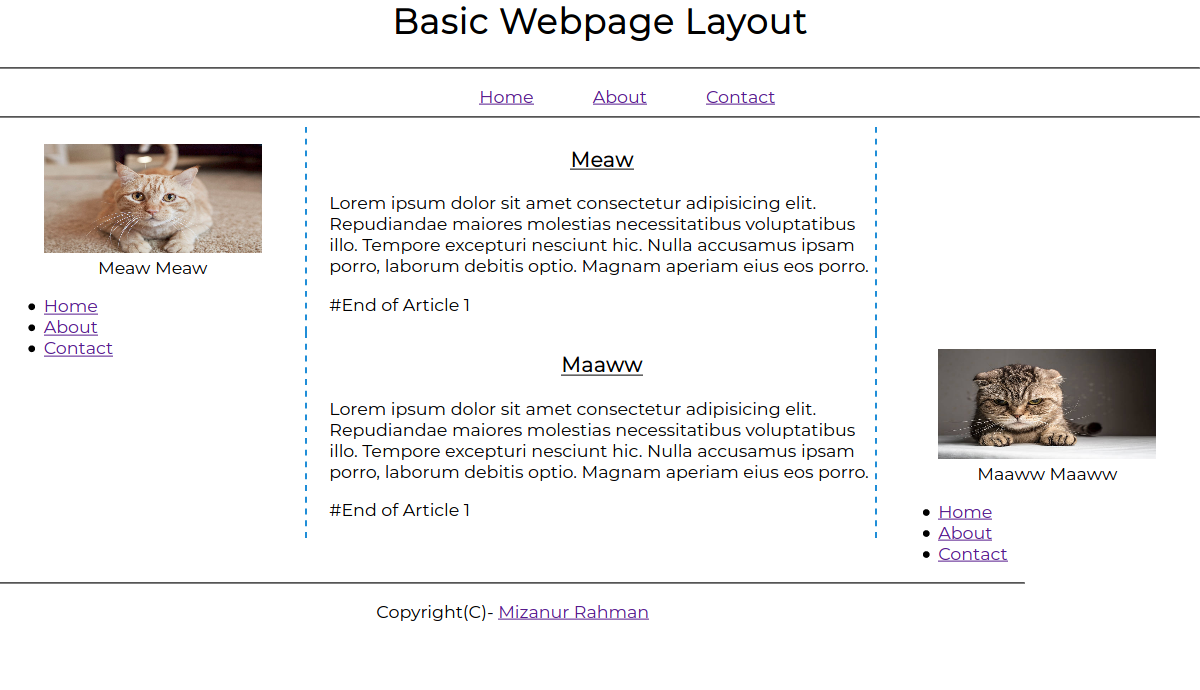 Basic Webpage Layout
Home About Contact
Meaw Meaw
Home
About
Contact
Meaw
Lorem ipsum dolor sit amet consectetur adipisicing elit.
Repudiandae maiores molestias necessitatibus voluptatibus
illo. Tempore excepturi nesciunt hic. Nulla accusamus ipsam
porro, laborum debitis optio. Magnam aperiam eius eos porro.
#End of Article 1
Maaww
Lorem ipsum dolor sit amet consectetur adipisicing elit.
Repudiandae maiores molestias necessitatibus voluptatibus
illo. Tempore excepturi nesciunt hic. Nulla accusamus ipsam
porro, laborum debitis optio. Magnam aperiam eius eos porro.
#End of Article 1
Maaww Maaww
Home
About
Contact
Copyright(C)- Mizanur Rahman